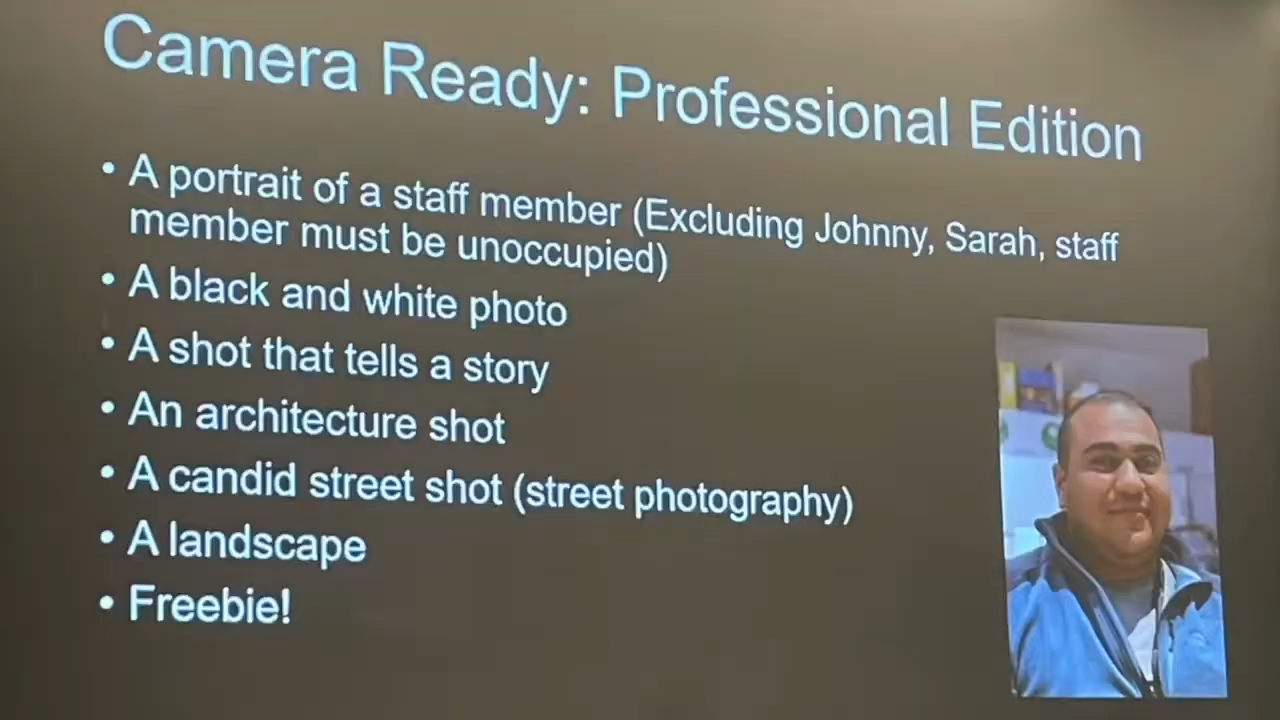 Camera Ready: Professional Edition
• A portrait of a staff member (Excluding Johnny, Sarah, staff
member must be unoccupied)
• A black and white photo
• A shot that tells a story
• An architecture shot
• A candid street shot (street photography)
• A landscape
• Freebie!